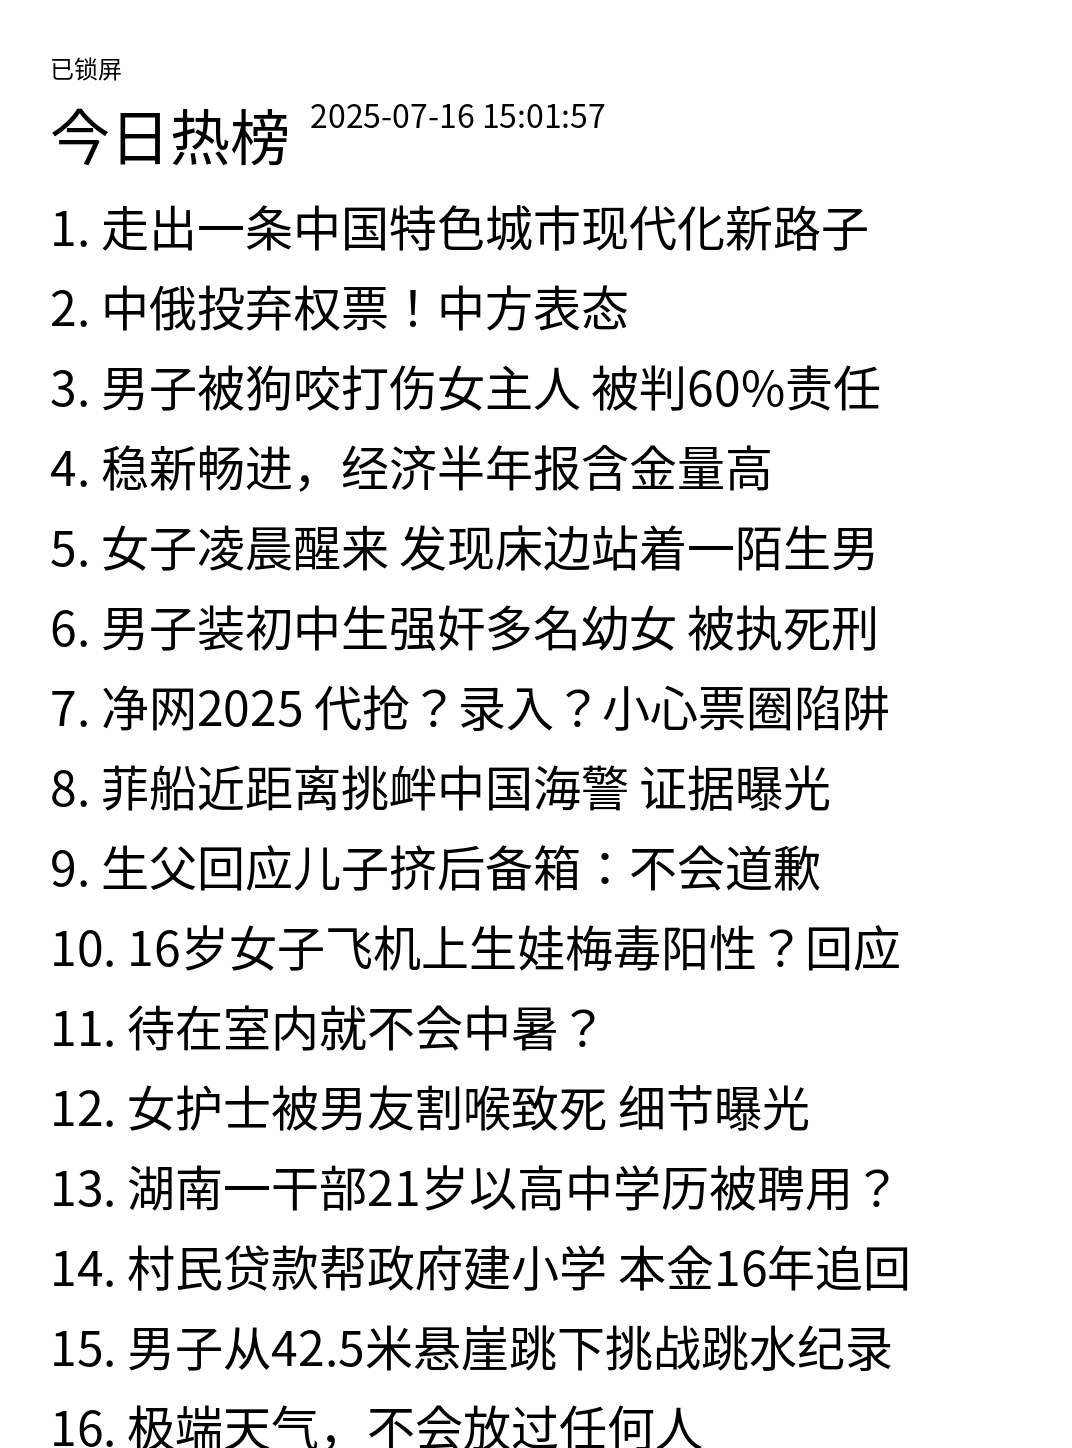 已锁屏
今日热榜 2025-07-16 15:01:57
1. 走出一条中国特色城市现代化新路子
2. 中俄投弃权票！中方表态
3. 男子被狗咬打伤女主人 被判60%责任
4. 稳新畅进，经济半年报含金量高
5. 女子凌晨醒来 发现床边站着一陌生男
6. 男子装初中生强奸多名幼女 被执死刑
7. 净网2025 代抢？录入？小心票圈陷阱
8. 菲船近距离挑衅中国海警 证据曝光
9. 生父回应儿子挤后备箱：不会道歉
10. 16岁女子飞机上生娃梅毒阳性？回应
11. 待在室内就不会中暑？
12. 女护士被男友割喉致死 细节曝光
13. 湖南一干部21岁以高中学历被聘用？
14. 村民贷款帮政府建小学 本金16年追回
15. 男子从42.5米悬崖跳下挑战跳水纪录
16. 极端天气，不会放过任何人